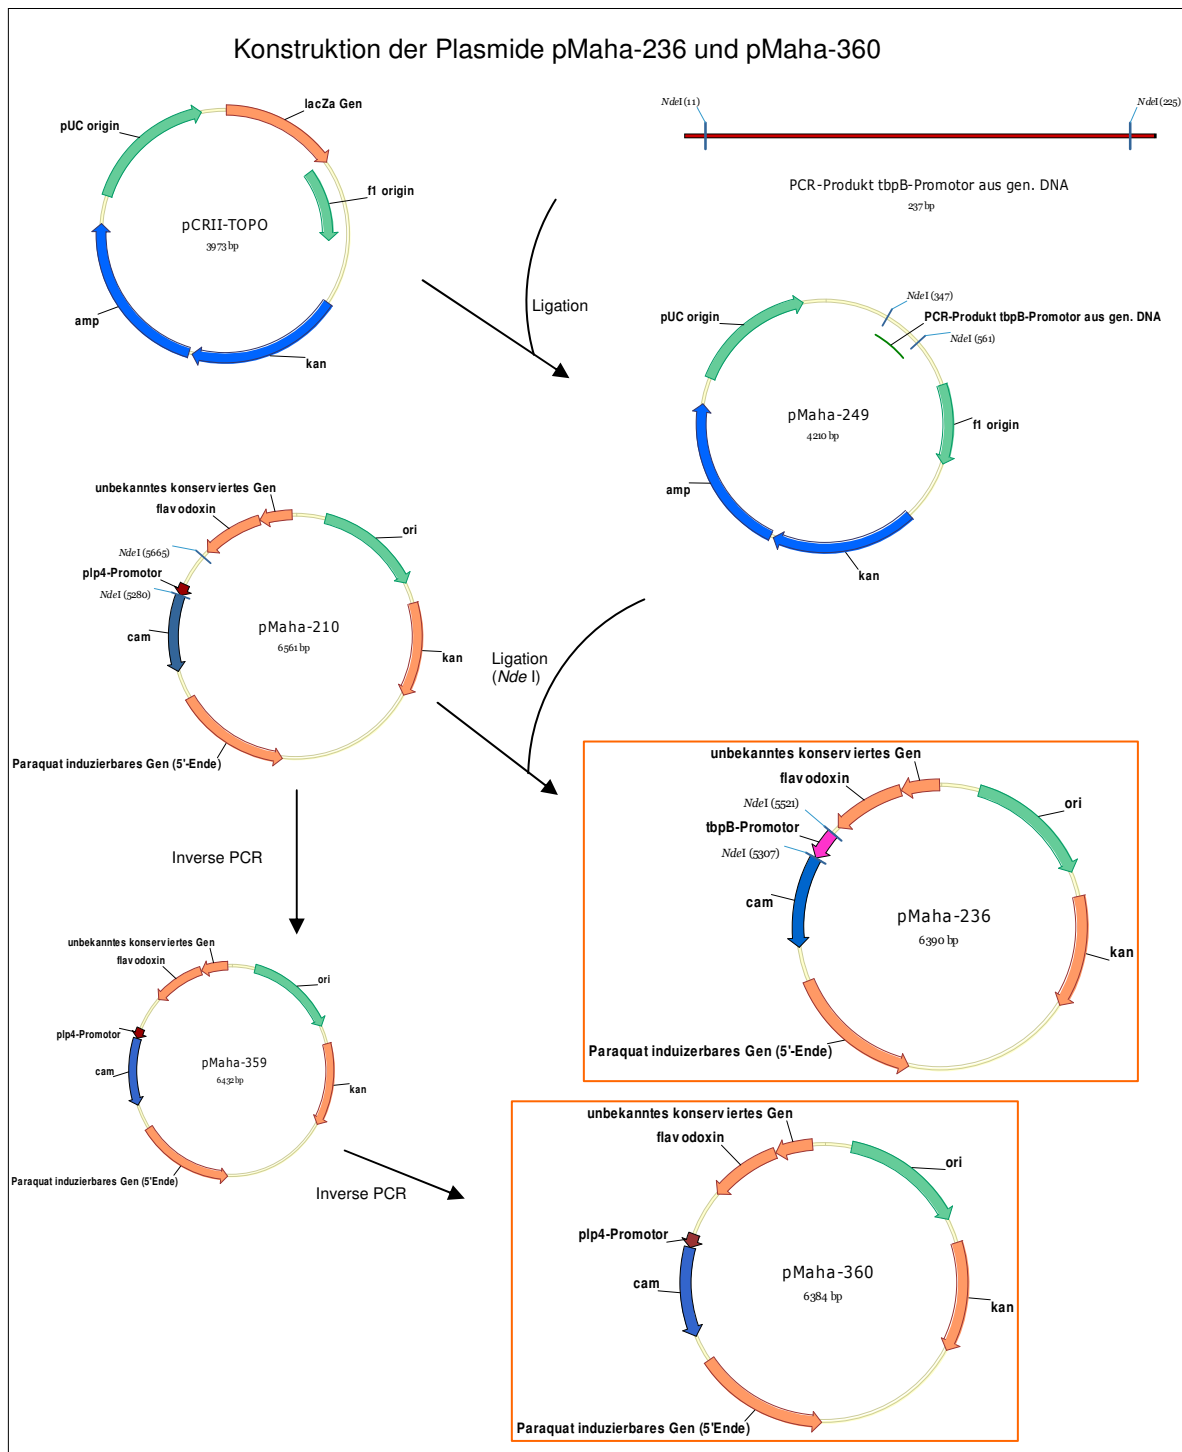 Konstruktion der Plasmide pMaha-236 und pMaha-360
lacZa Gen
pUC origin
f1 origin
pCRII-TOPO
3973 bp
amp
kan
NdeI (11)
NdeI (225)
PCR-Produkt tbpB-Promotor aus gen. DNA
237 bp
Ligation
NdeI (347)
pUC origin
PCR-Produkt tbpB-Promotor aus gen. DNA
NdeI (561)
pMaha-249
4210 bp
f1 origin
amp
kan
unbekanntes konserviertes Gen
flavodoxin
ori
NdeI (5665)
plp4-Promotor
NdeI (5280)
cam
pMaha-210
6561 bp
kan
Paraquat induzierbares Gen (5'-Ende)
Ligation
(Nde I)
unbekanntes konserviertes Gen
flavodoxin
NdeI (5521)
ori
tbpB-Promotor
NdeI (5307)
cam
pMaha-236
6390 bp
kan
Paraquat induizerbares Gen (5'-Ende)
Inverse PCR
unbekanntes konserviertes Gen
flavodoxin
ori
plp4-Promotor
pMaha-359
6432 bp
cam
kan
Paraquat induzierbares Gen (5'Ende)
Inverse PCR
unbekanntes konserviertes Gen
flavodoxin
ori
plp4-Promotor
pMaha-360
6384 bp
cam
kan
Paraquat induzierbares Gen (5'Ende)